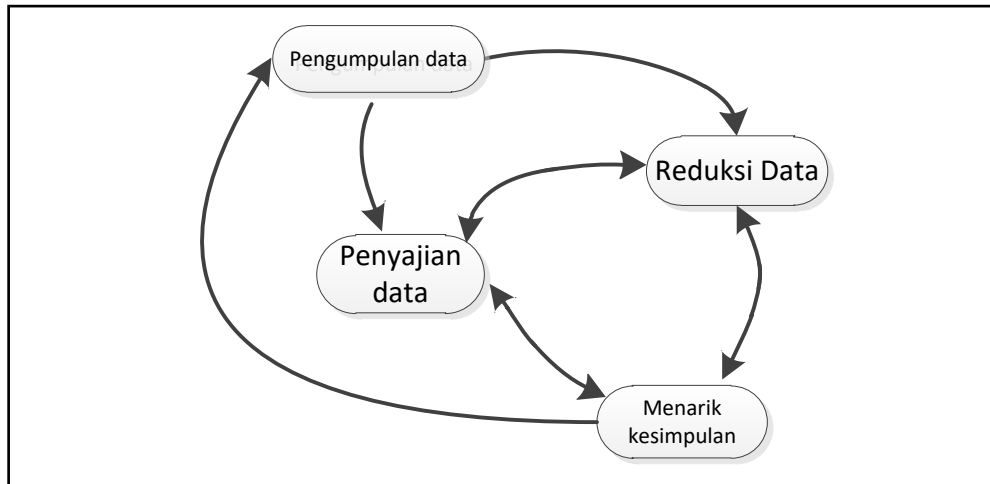 Pengumpulan data
Reduksi Data
Penyajian
data
Menarik
kesimpulan